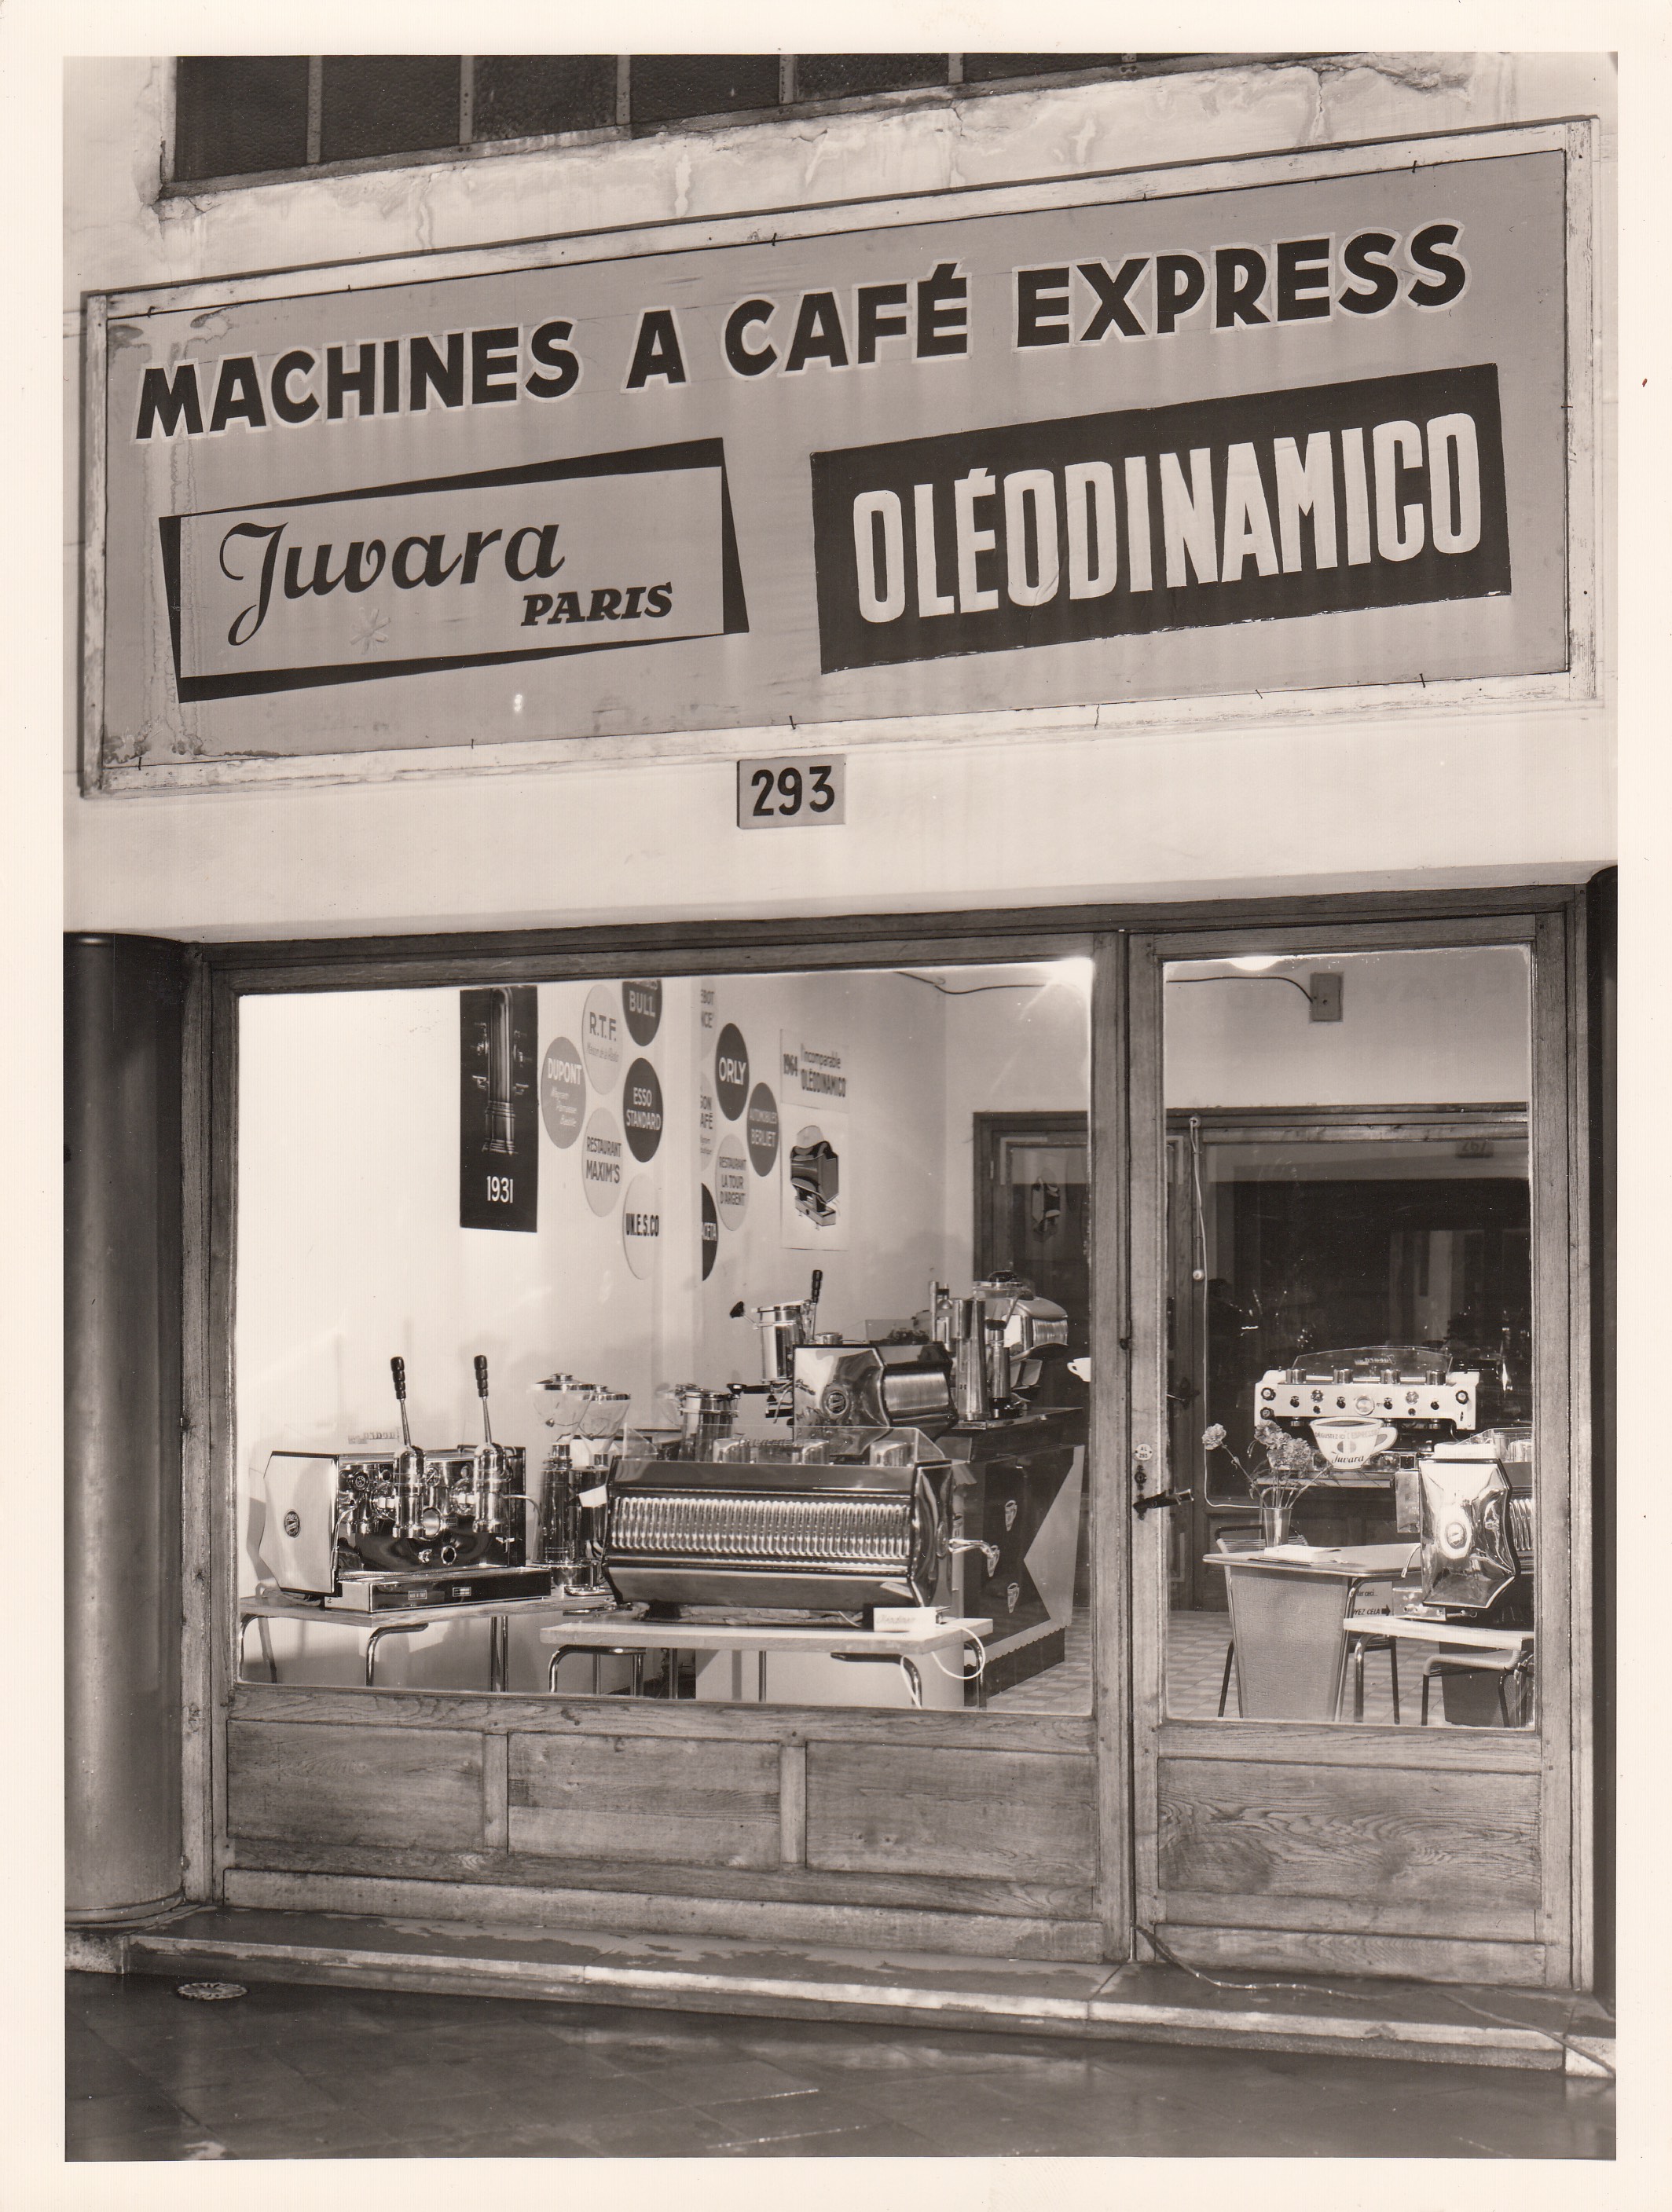 MACHINES A CAFÉ EXPRESS
Juvara
PARIS
OLÉODINAMICO
293
1931
DUPONT
R.T.F.
BULL
ESSO
STANDARD
RESTAURANT
MAXIM'S
U.N.E.S.CO
ORLY
AUTOMOBILES
BERLIET
RESTAURANT
LA TOUR
D'ARGENT
1964
l'incomparable
OLÉODINAMICO
Juvara